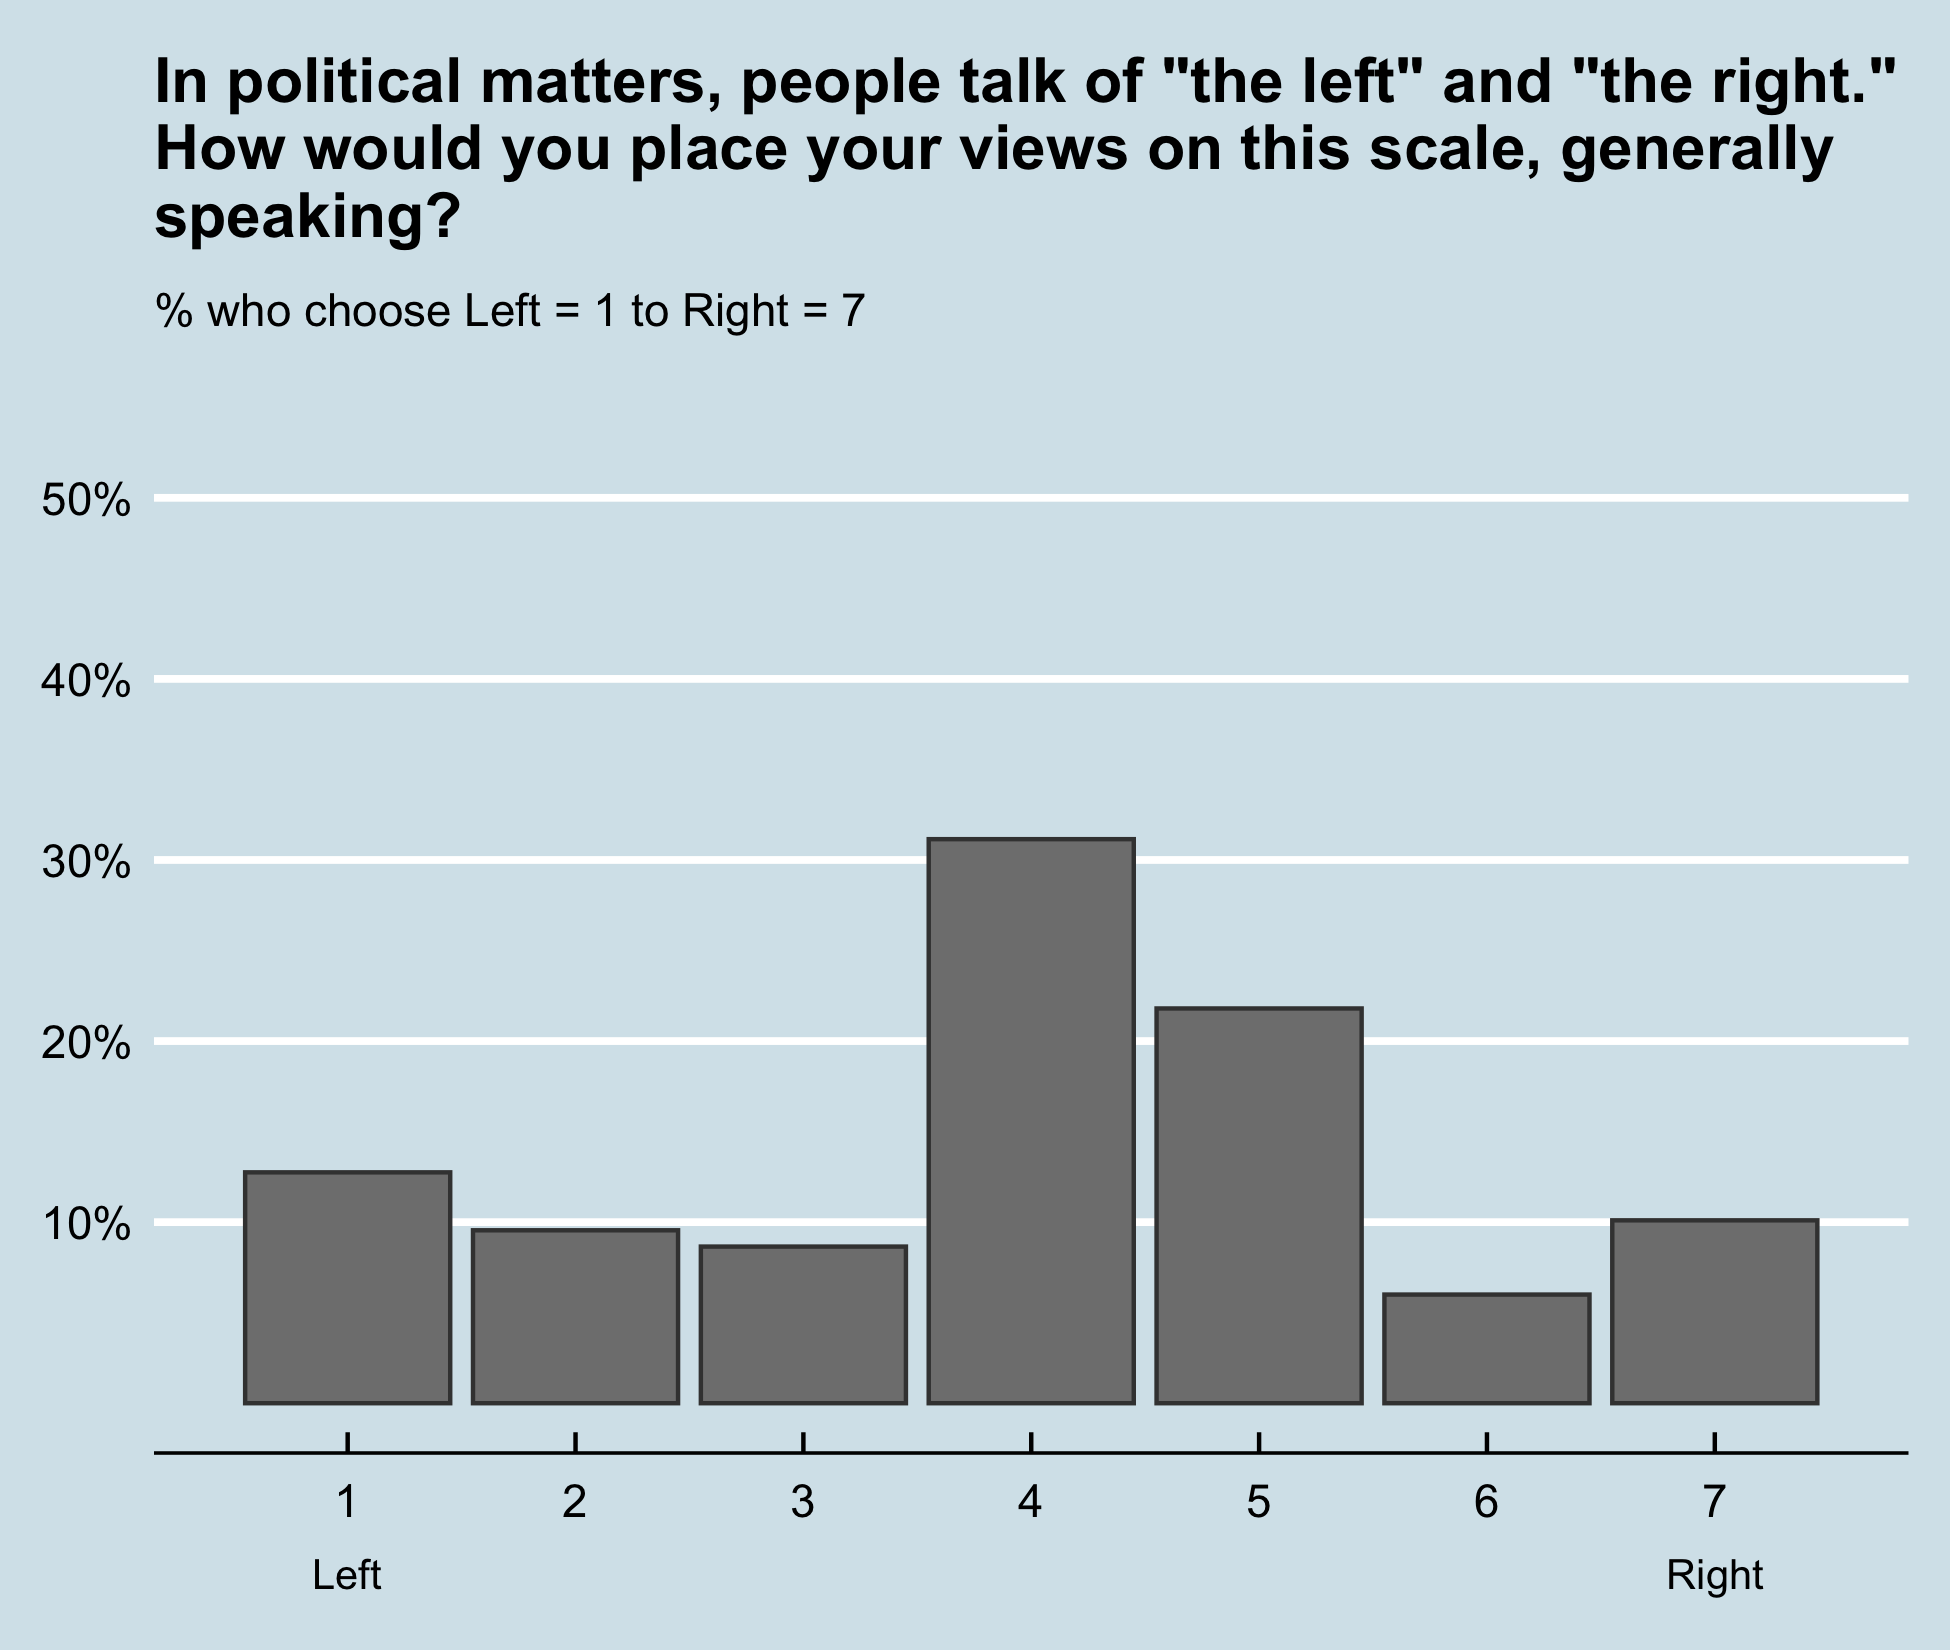 In political matters, people talk of "the left" and "the right."
How would you place your views on this scale, generally
speaking?
% who choose Left = 1 to Right = 7
50%
40%
30%
20%
10%
1 2 3 4 5 6 7
Left Right